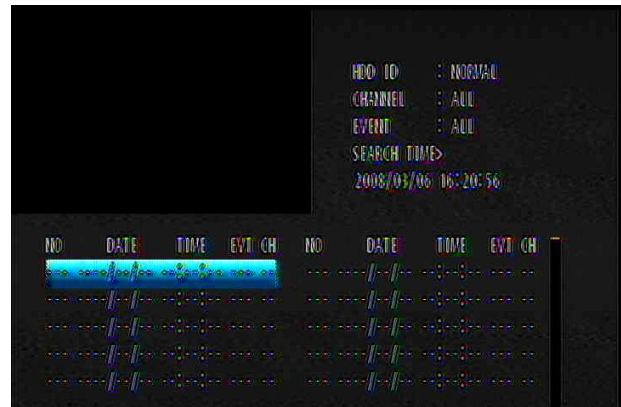 HDD ID : NORMAL
CHANNEL : ALL
EVENT : ALL
SEARCH TIME>
2008/03/06 16:20:56
NO DATE TIME EVT CH NO DATE TIME EVT CH
--- ----/--/-- --:--:-- --- -- --- ----/--/-- --:--:-- --- --
--- ----/--/-- --:--:-- --- -- --- ----/--/-- --:--:-- --- --
--- ----/--/-- --:--:-- --- -- --- ----/--/-- --:--:-- --- --
--- ----/--/-- --:--:-- --- -- --- ----/--/-- --:--:-- --- --
--- ----/--/-- --:--:-- --- -- --- ----/--/-- --:--:-- --- --